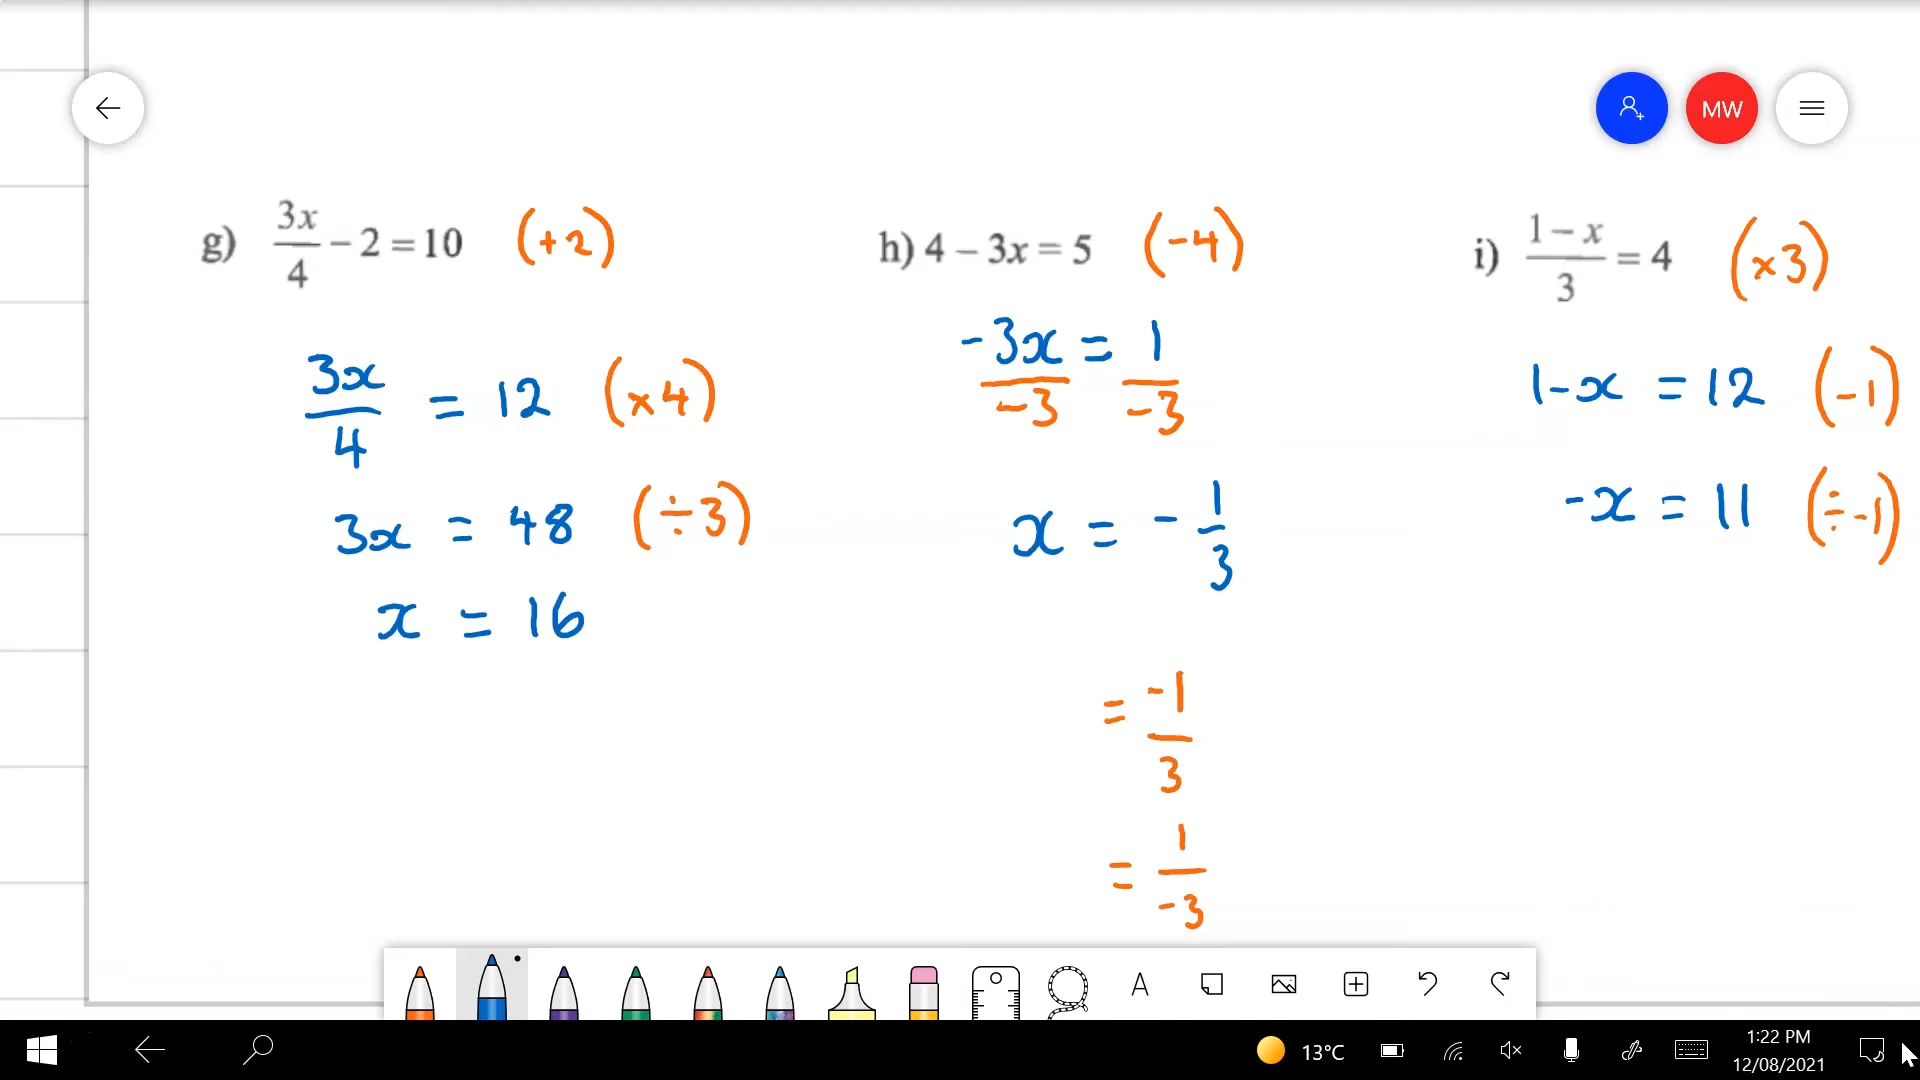 MW
g) 3x/4 − 2 = 10 (+2)
3x/4 = 12 (×4)
3x = 48 (÷3)
x = 16
h) 4 − 3x = 5 (-4)
-3x/-3 = 1/-3
x = -1/3
= -1/3
= 1/-3
i) 1 − x/3 = 4 (×3)
1-x = 12 (-1)
-x = 11 (÷-1)
A
13°C
1:22 PM
12/08/2021